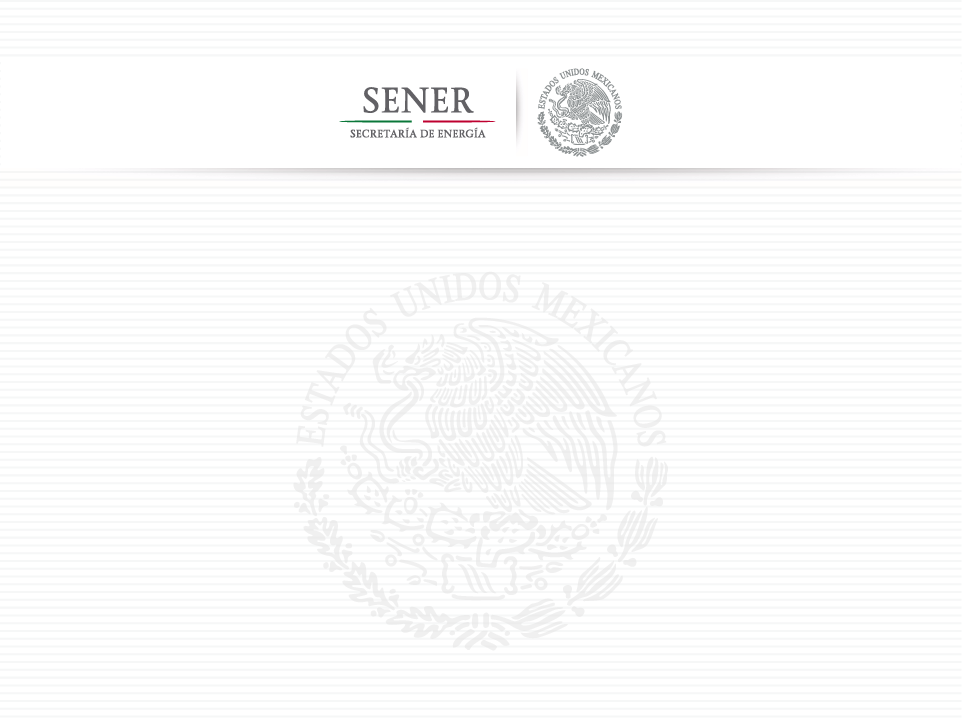 SENER
SECRETARÍA DE ENERGÍA
ESTADOS UNIDOS MEXICANOS
ESTADOS UNIDOS MEXICANOS